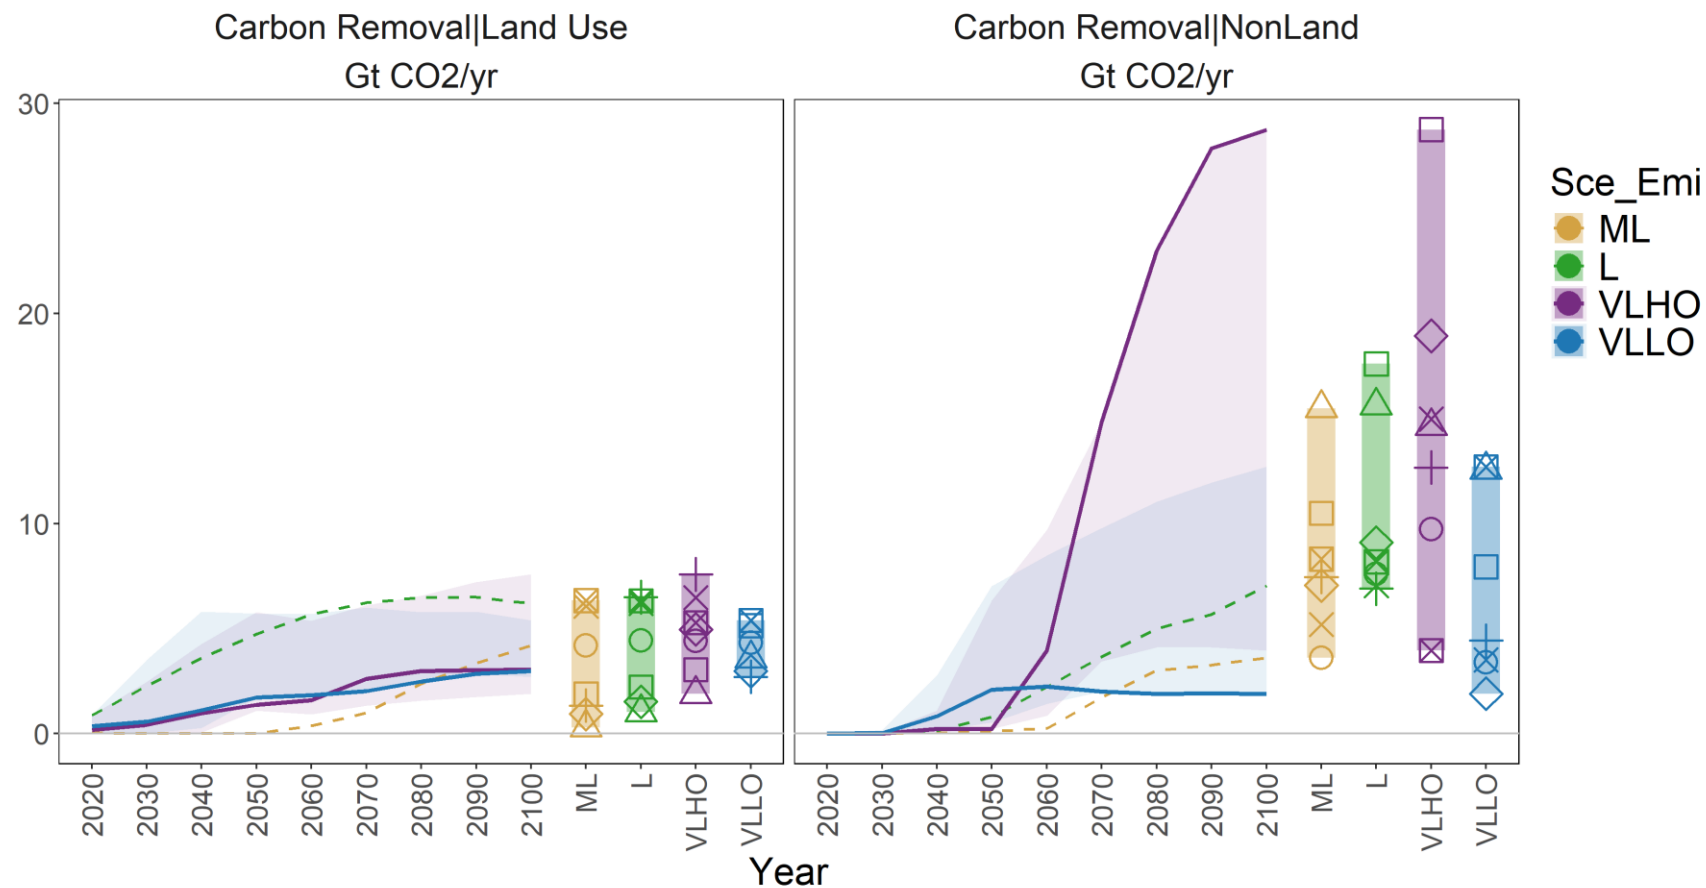 Carbon Removal|Land Use
Gt CO2/yr
Carbon Removal|NonLand
Gt CO2/yr
30
20
10
0
2020
2030
2040
2050
2060
2070
2080
2090
2100
ML
L
VLHO
VLLO
2020
2030
2040
2050
2060
2070
2080
2090
2100
ML
L
VLHO
VLLO
Year
Sce_Emi
ML
L
VLHO
VLLO